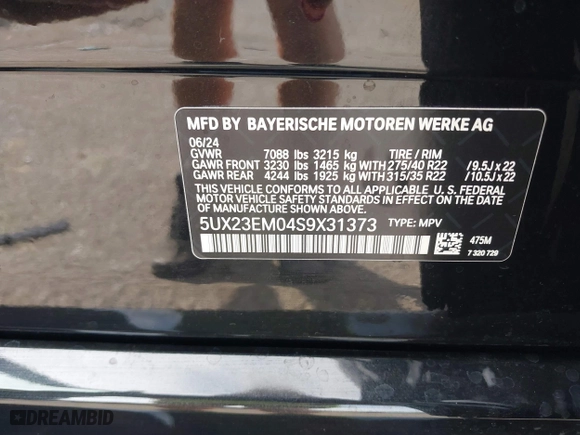 MFD BY BAYERISCHE MOTOREN WERKE AG
06/24
GVWR 7088 lbs 3215 kg TIRE / RIM
GAWR FRONT 3230 lbs 1465 kg WITH 275/40 R22 /9.5J x 22
GAWR REAR 4244 lbs 1925 kg WITH 315/35 R22 /10.5J x 22
THIS VEHICLE CONFORMS TO ALL APPLICABLE U. S. FEDERAL
MOTOR VEHICLE SAFETY STANDARDS IN EFFECT ON THE
DATE OF MANUFACTURE SHOWN ABOVE.
5UX23EM04S9X31373 TYPE: MPV
475M
7 320 729
DREAMBID